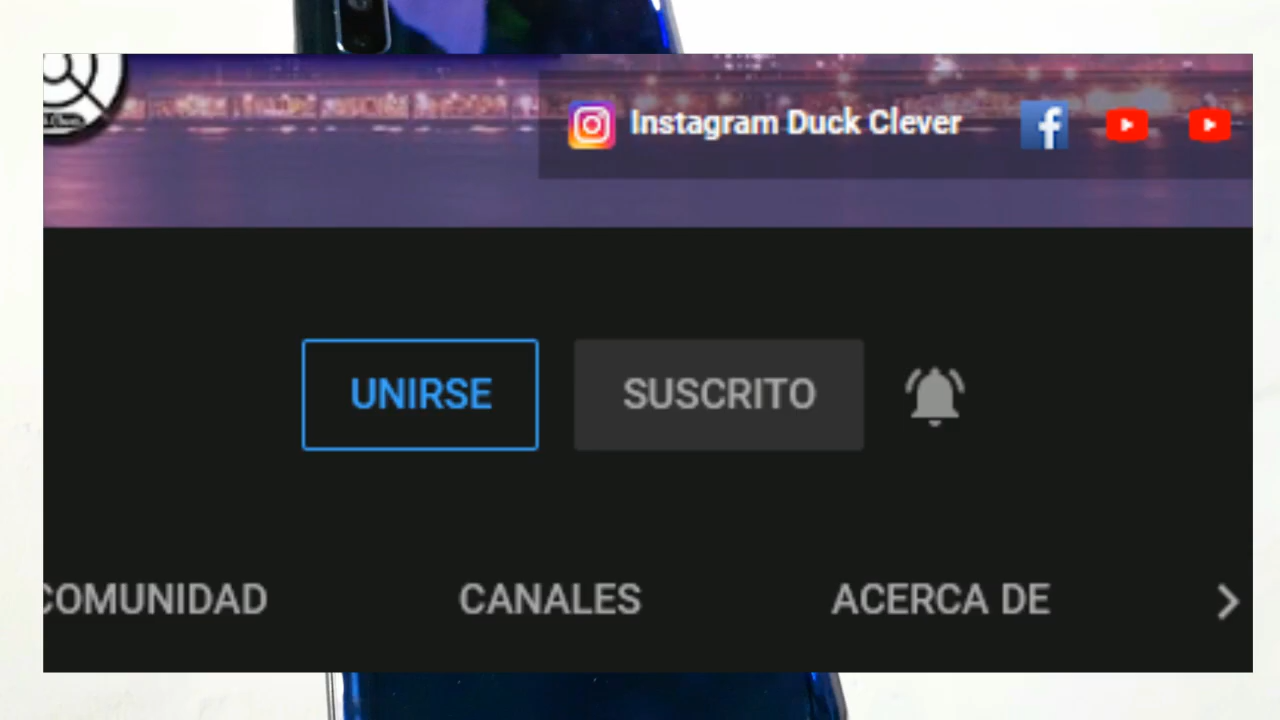 Instagram Duck Clever
UNIRSE
SUSCRITO
COMUNIDAD
CANALES
ACERCA DE